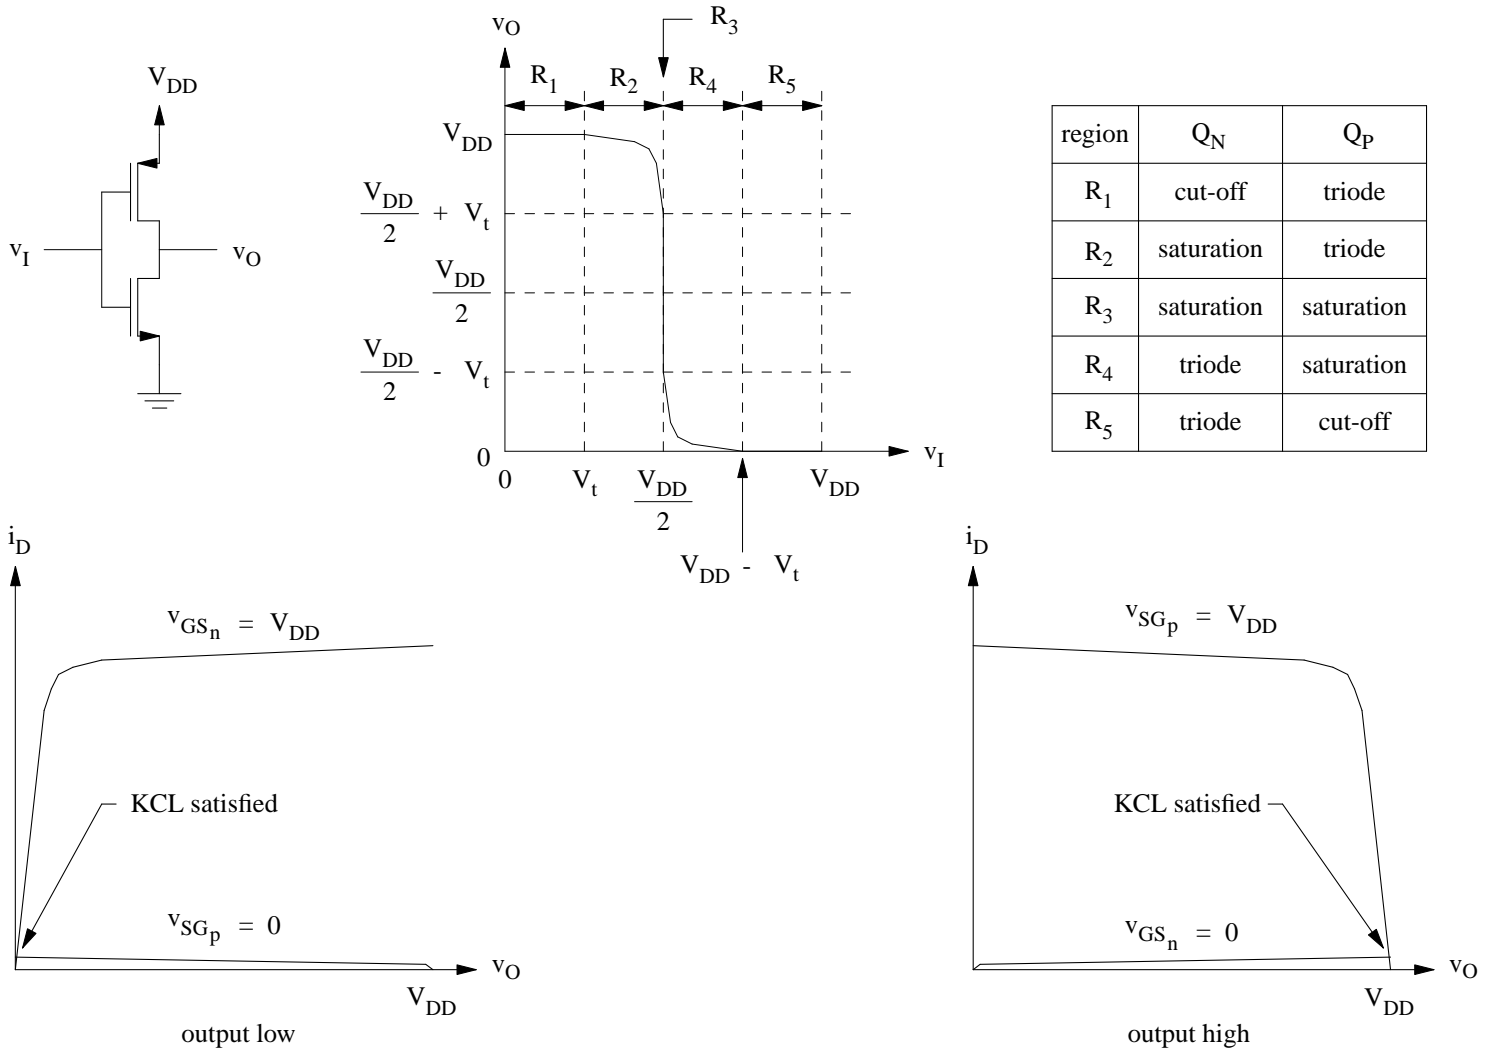 V_DD
v_I
v_O
v_O
R_3
R_1 R_2 R_4 R_5
V_DD
V_DD/2 + V_t
V_DD/2
V_DD/2 - V_t
0
0 V_t V_DD/2 V_DD
v_I
V_DD - V_t
region Q_N Q_P
R_1 cut-off triode
R_2 saturation triode
R_3 saturation saturation
R_4 triode saturation
R_5 triode cut-off
i_D
v_GS_n = V_DD
KCL satisfied
v_SG_p = 0
v_O
V_DD
output low
i_D
v_SG_p = V_DD
KCL satisfied
v_GS_n = 0
v_O
V_DD
output high